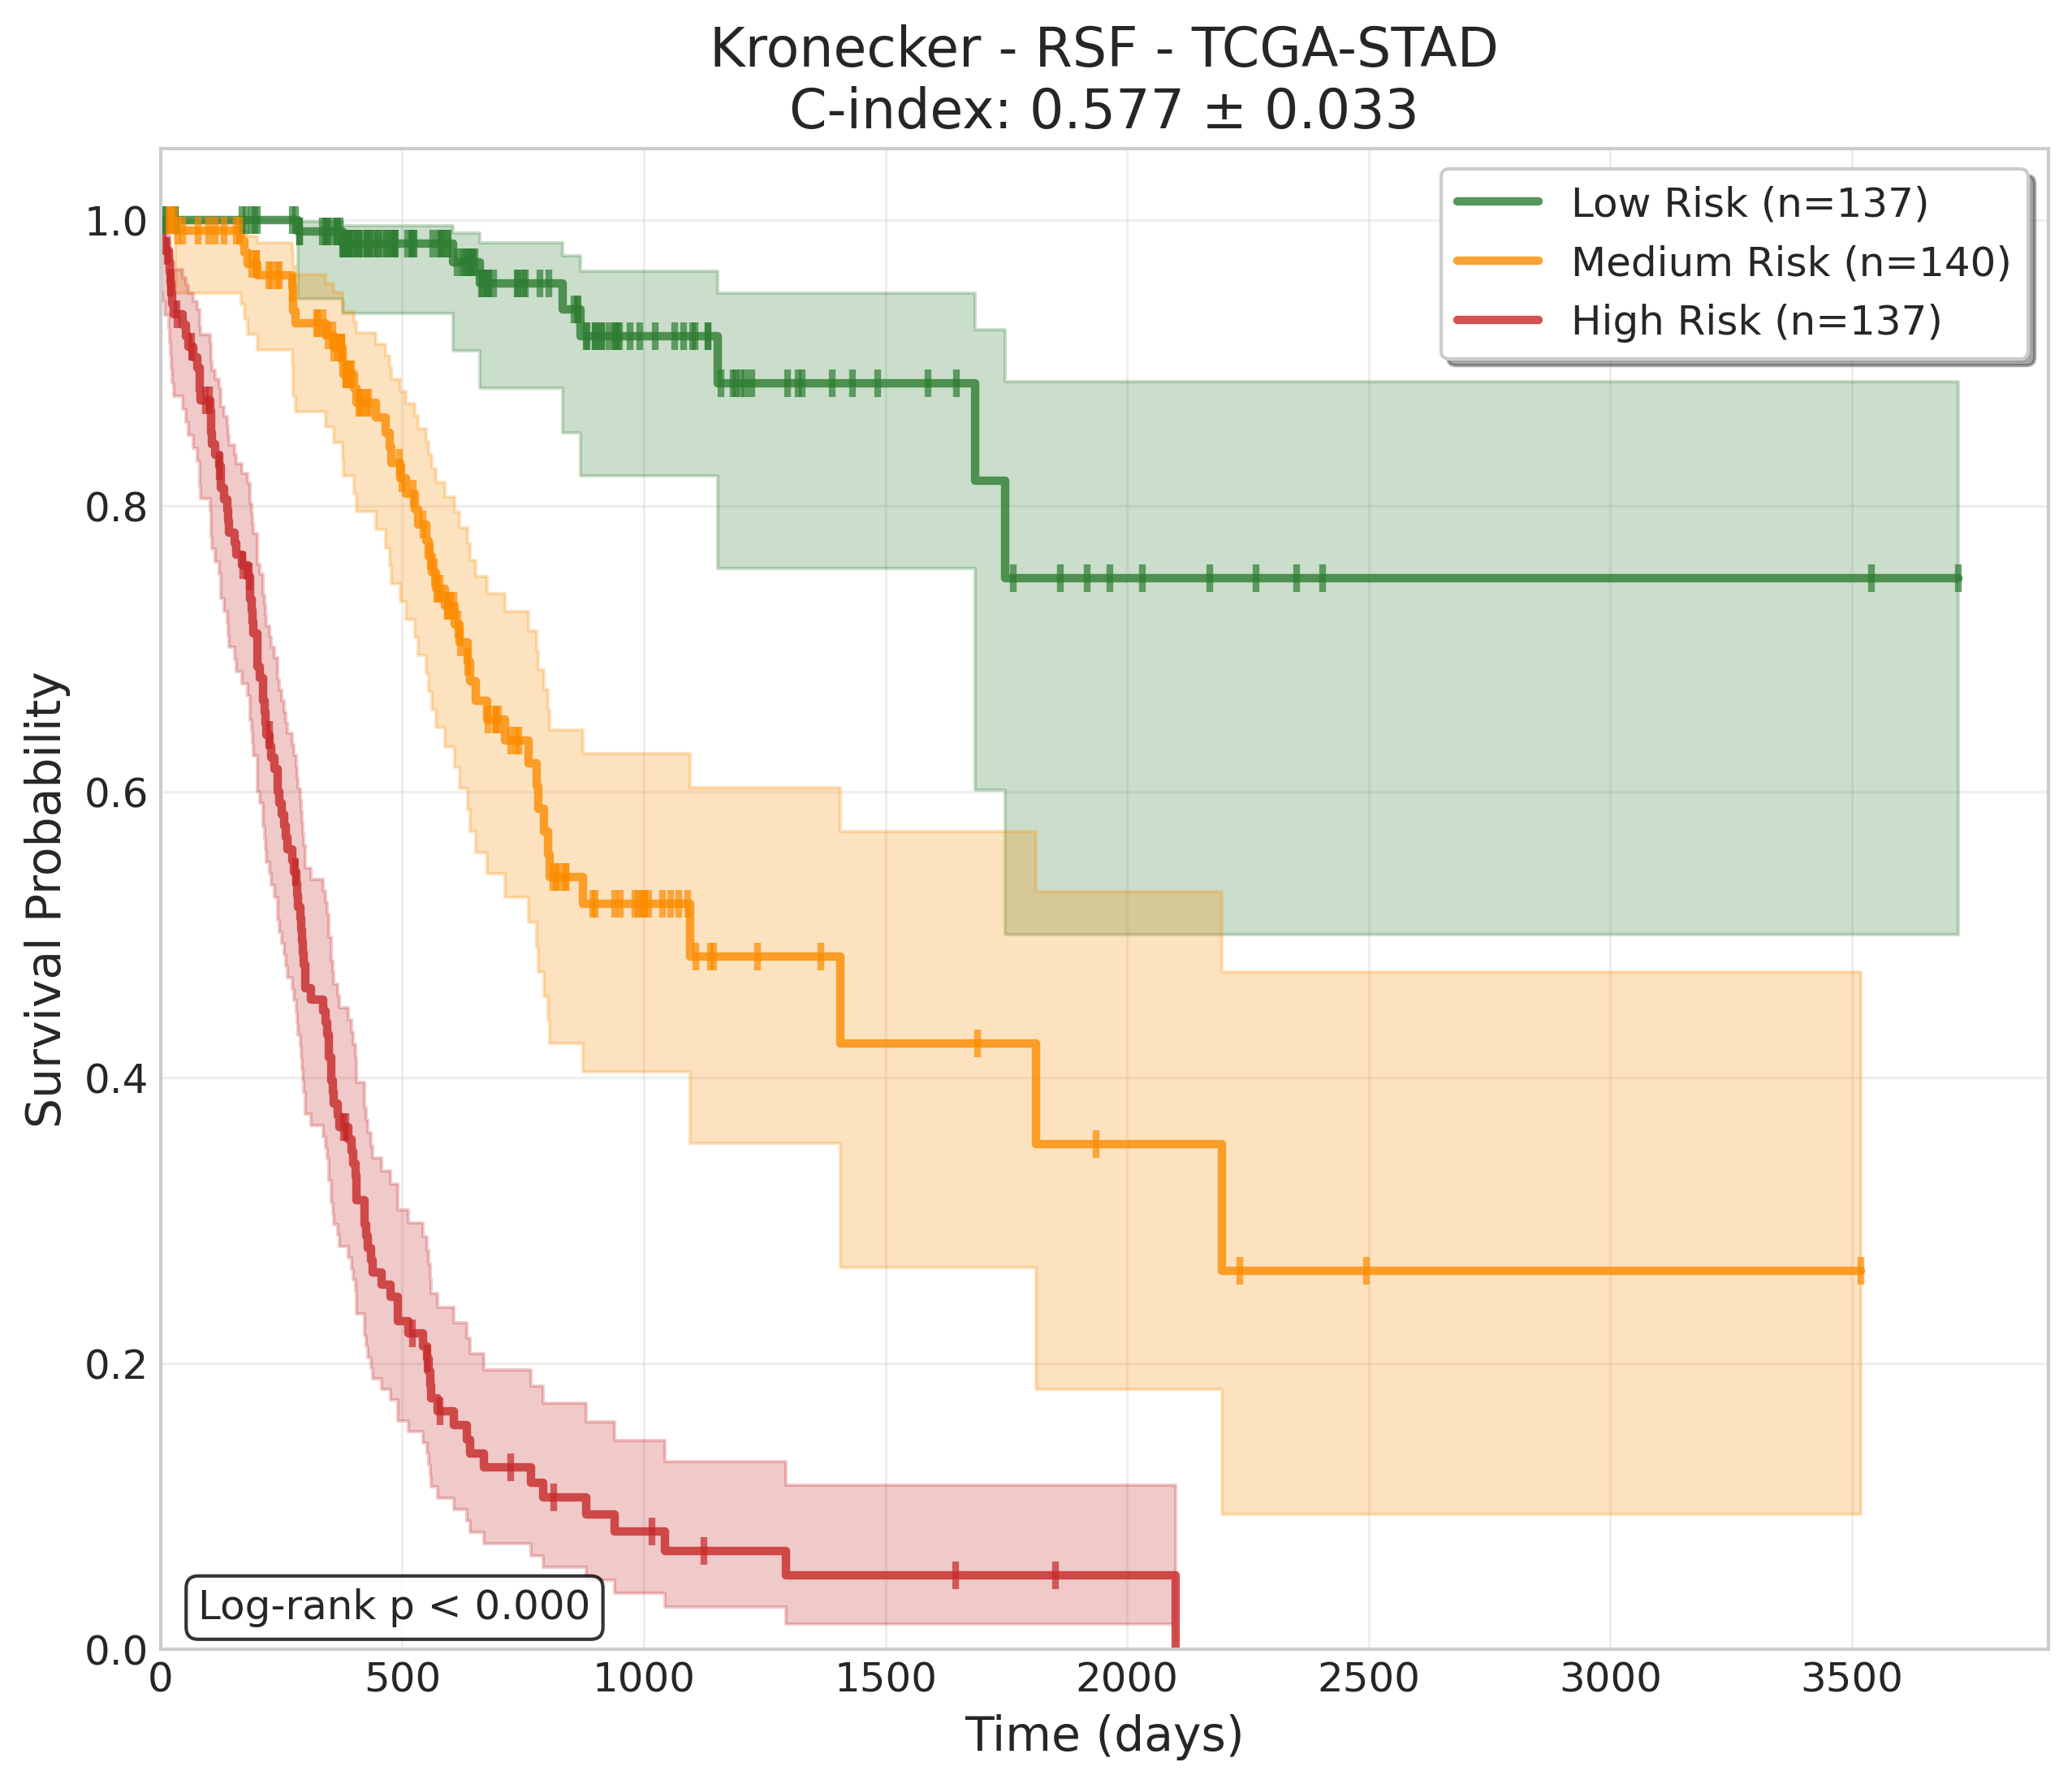 Kronecker - RSF - TCGA-STAD
C-index: 0.577 ± 0.033
Low Risk (n=137)
Medium Risk (n=140)
High Risk (n=137)
Survival Probability
1.0
0.8
0.6
0.4
0.2
0.0
Log-rank p < 0.000
0 500 1000 1500 2000 2500 3000 3500
Time (days)